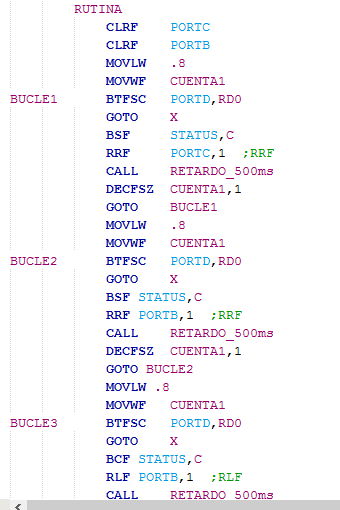 RUTINA
CLRF PORTC
CLRF PORTB
MOVLW .8
MOVWF CUENTA1
BUCLE1 BTFSC PORTD,RD0
GOTO X
BSF STATUS,C
RRF PORTC,1 ;RRF
CALL RETARDO_500ms
DECFSZ CUENTA1,1
GOTO BUCLE1
MOVLW .8
MOVWF CUENTA1
BUCLE2 BTFSC PORTD,RD0
GOTO X
BSF STATUS,C
RRF PORTB,1 ;RRF
CALL RETARDO_500ms
DECFSZ CUENTA1,1
GOTO BUCLE2
MOVLW .8
MOVWF CUENTA1
BUCLE3 BTFSC PORTD,RD0
GOTO X
BCF STATUS,C
RLF PORTB,1 ;RLF
CALL RETARDO_500ms